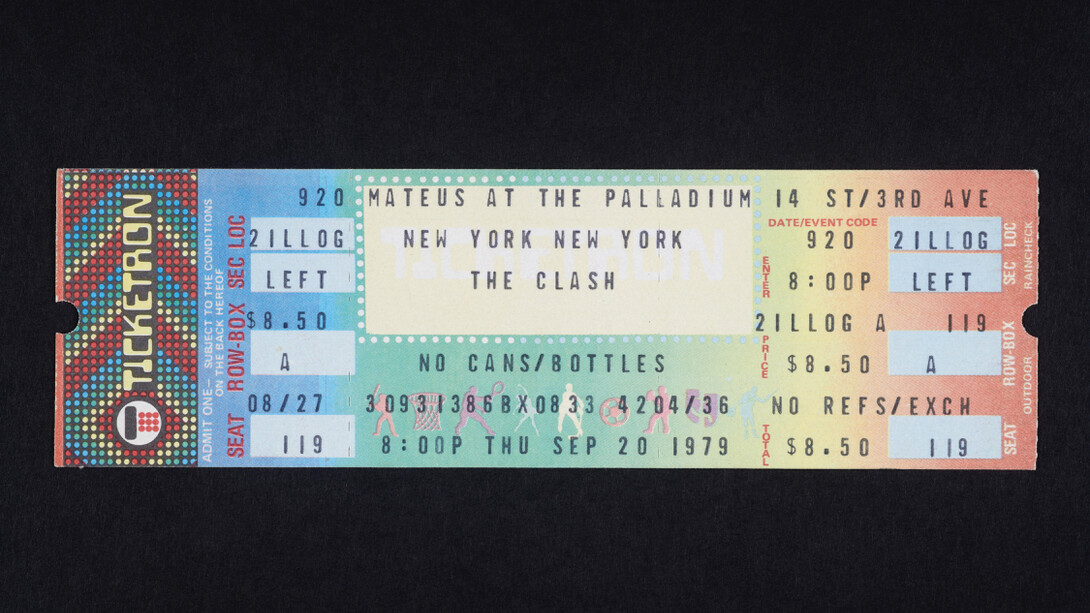 TICKETRON
ADMIT ONE— SUBJECT TO THE CONDITIONS
ON THE BACK HEREOF
SEAT ROW-BOX SEC LOC
920
21LLOG
LEFT
$8.50
A
08/27
119
MATEUS AT THE PALLADIUM
NEW YORK NEW YORK
TICKETRON
THE CLASH
NO CANS/BOTTLES
8:00P THU SEP 20 1979
14 ST/3RD AVE
DATE/EVENT CODE
920 21LLOG
ENTER
8:00P LEFT
21LLOG A 119
PRICE
$8.50 A
NO REFS/EXCH
TOTAL
$8.50 119
SEAT ROW-BOX SEC LOC
OUTDOOR RAINCHECK